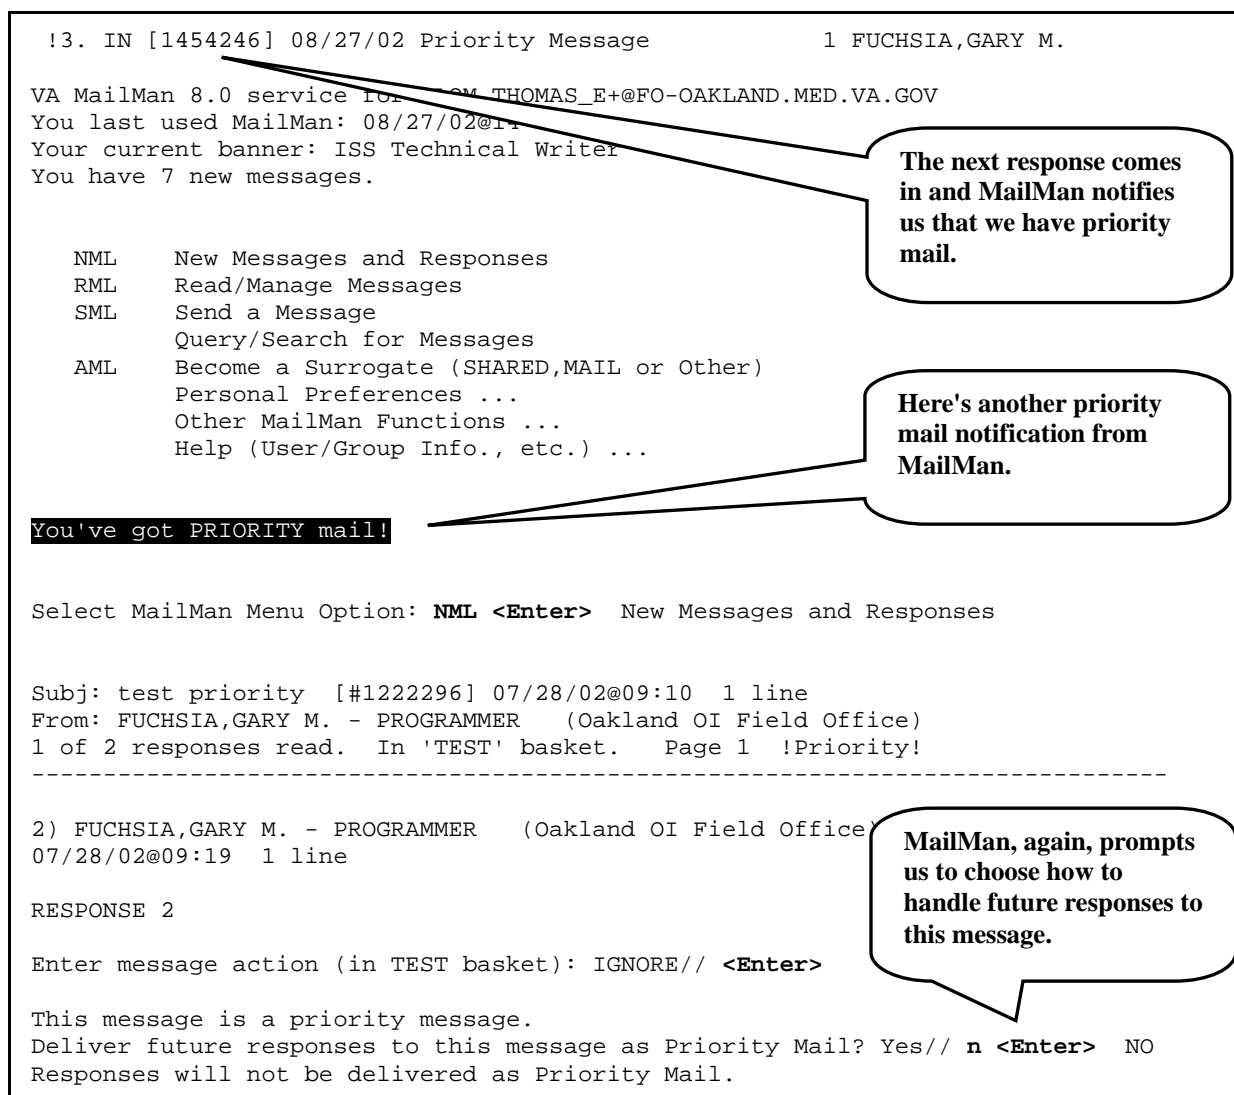 !3. IN [1454246] 08/27/02 Priority Message 1 FUCHSIA,GARY M.
VA MailMan 8.0 service for THOMAS_E+@FO-OAKLAND.MED.VA.GOV
You last used MailMan: 08/27/02@14
Your current banner: ISS Technical Writer
You have 7 new messages.
The next response comes
in and MailMan notifies
us that we have priority
mail.
NML New Messages and Responses
RML Read/Manage Messages
SML Send a Message
Query/Search for Messages
AML Become a Surrogate (SHARED,MAIL or Other)
Personal Preferences ...
Other MailMan Functions ...
Help (User/Group Info., etc.) ...
Here's another priority
mail notification from
MailMan.
You've got PRIORITY mail!
Select MailMan Menu Option: NML <Enter> New Messages and Responses
Subj: test priority [#1222296] 07/28/02@09:10 1 line
From: FUCHSIA,GARY M. - PROGRAMMER (Oakland OI Field Office)
1 of 2 responses read. In 'TEST' basket. Page 1 !Priority!
-------------------------------------------------------------------------------
2) FUCHSIA,GARY M. - PROGRAMMER (Oakland OI Field Office)
07/28/02@09:19 1 line
MailMan, again, prompts
us to choose how to
handle future responses to
this message.
RESPONSE 2
Enter message action (in TEST basket): IGNORE// <Enter>
This message is a priority message.
Deliver future responses to this message as Priority Mail? Yes// n <Enter> NO
Responses will not be delivered as Priority Mail.